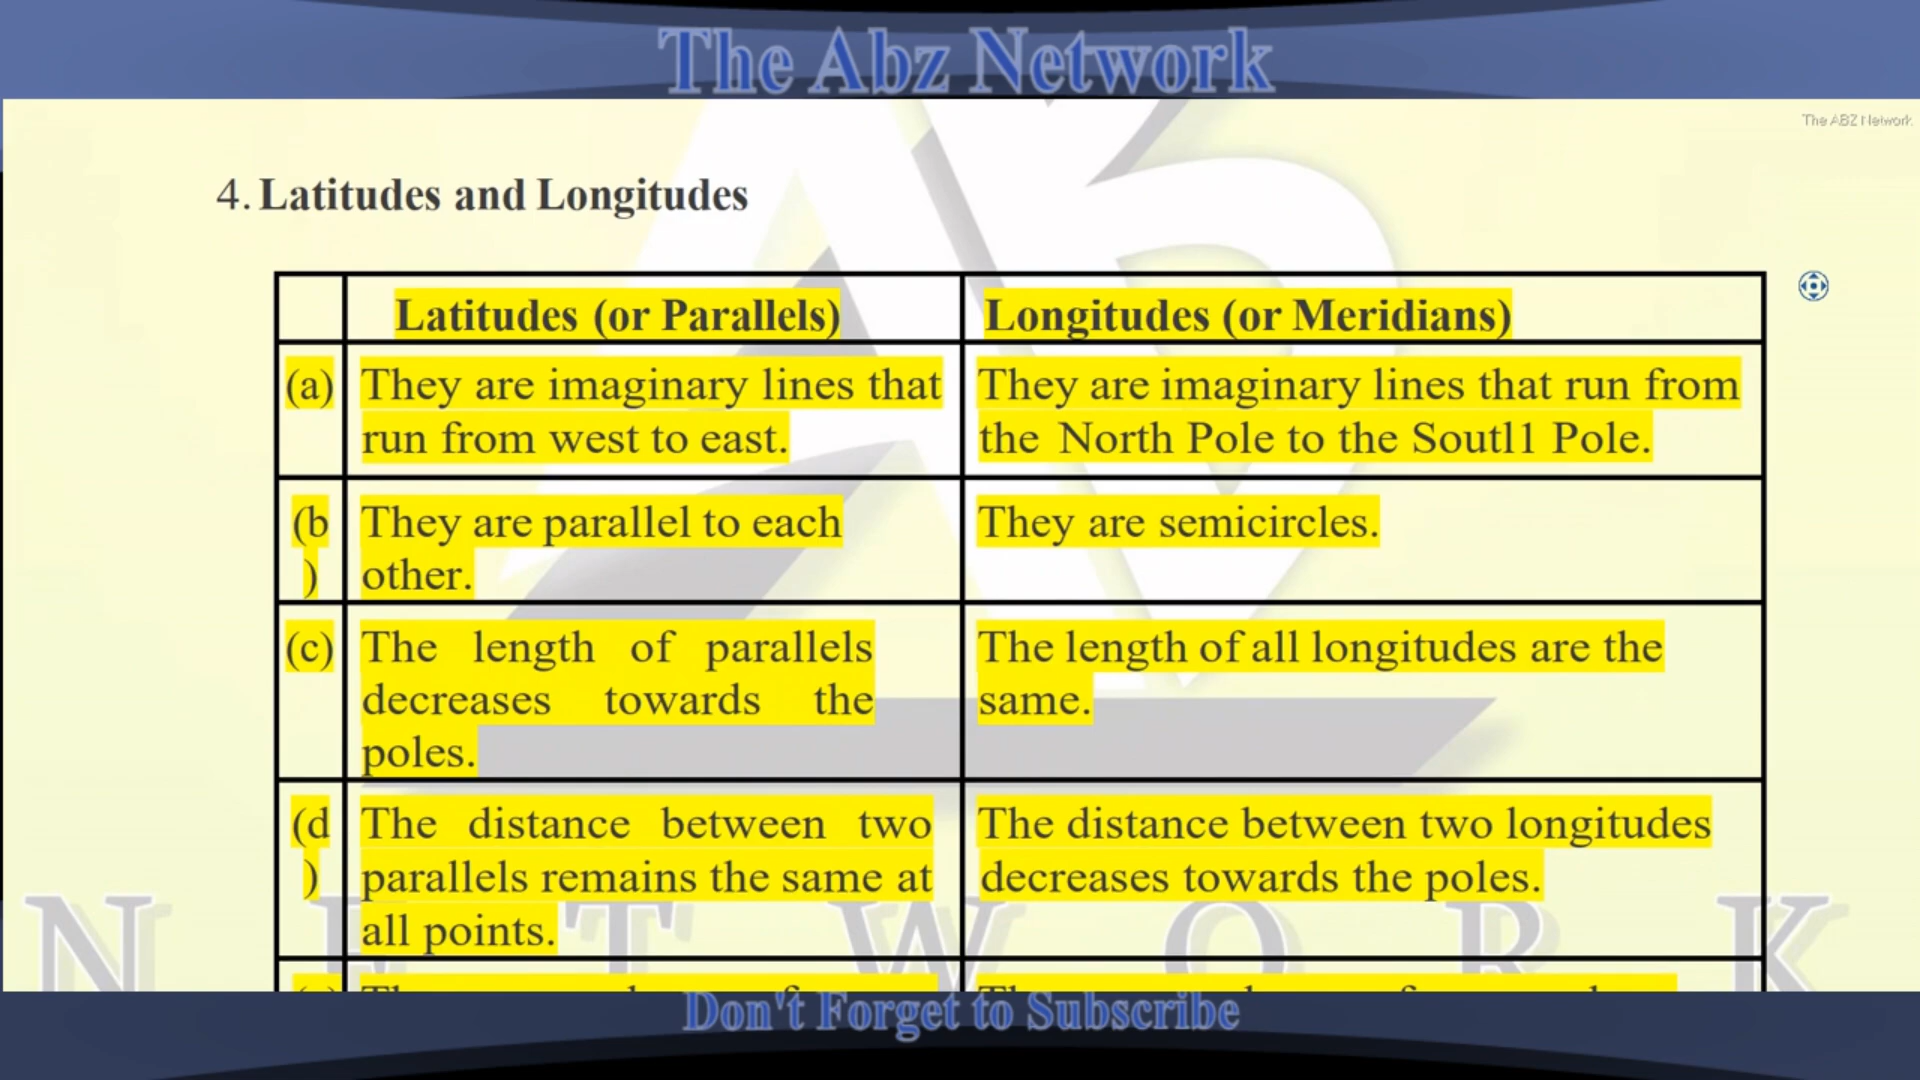 The Abz Network
The ABZ Network
4. Latitudes and Longitudes
Latitudes (or Parallels)
Longitudes (or Meridians)
(a)
They are imaginary lines that
run from west to east.
They are imaginary lines that run from
the North Pole to the Soutl1 Pole.
(b
)
They are parallel to each
other.
They are semicircles.
(c)
The length of parallels
decreases towards the
poles.
The length of all longitudes are the
same.
(d
)
The distance between two
parallels remains the same at
all points.
The distance between two longitudes
decreases towards the poles.
N E T W O R K
Don't Forget to Subscribe